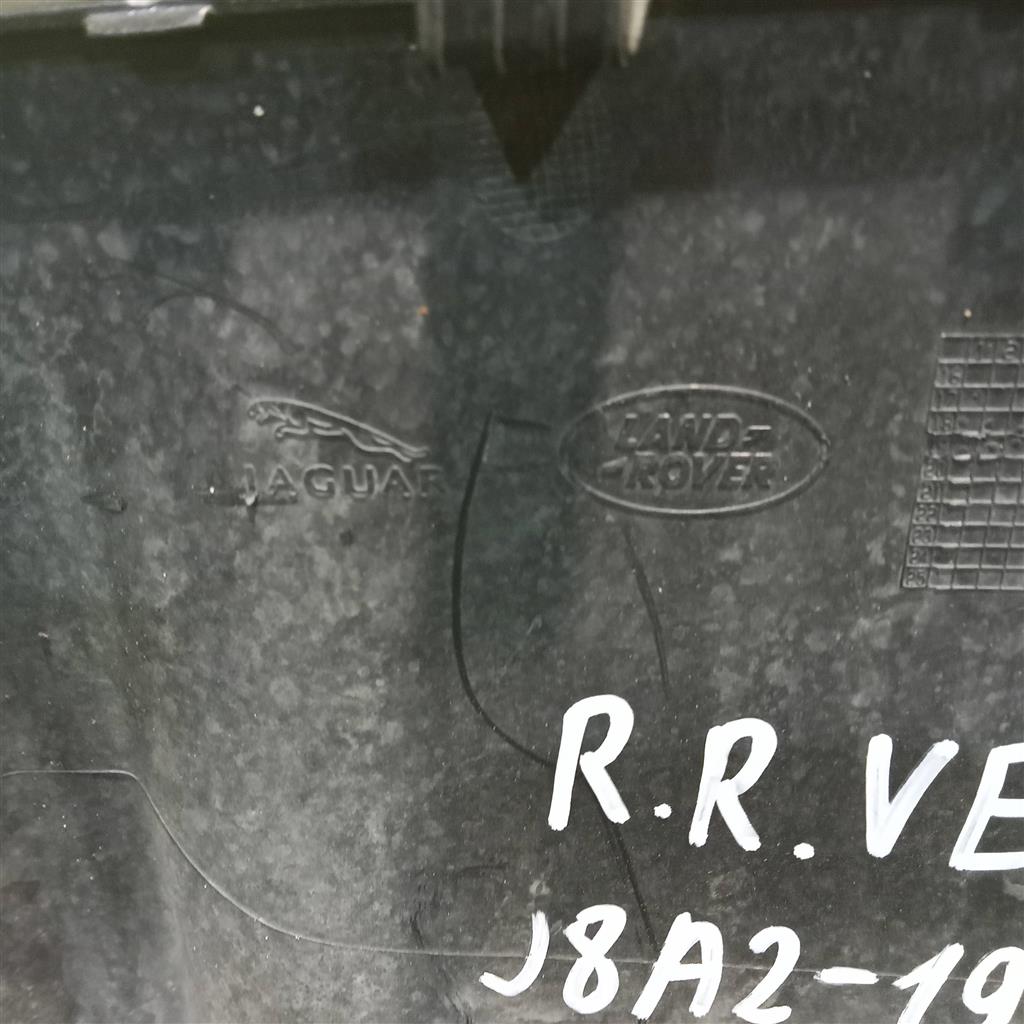 JAGUAR
LAND
ROVER
R.R.VE
J8A2-19